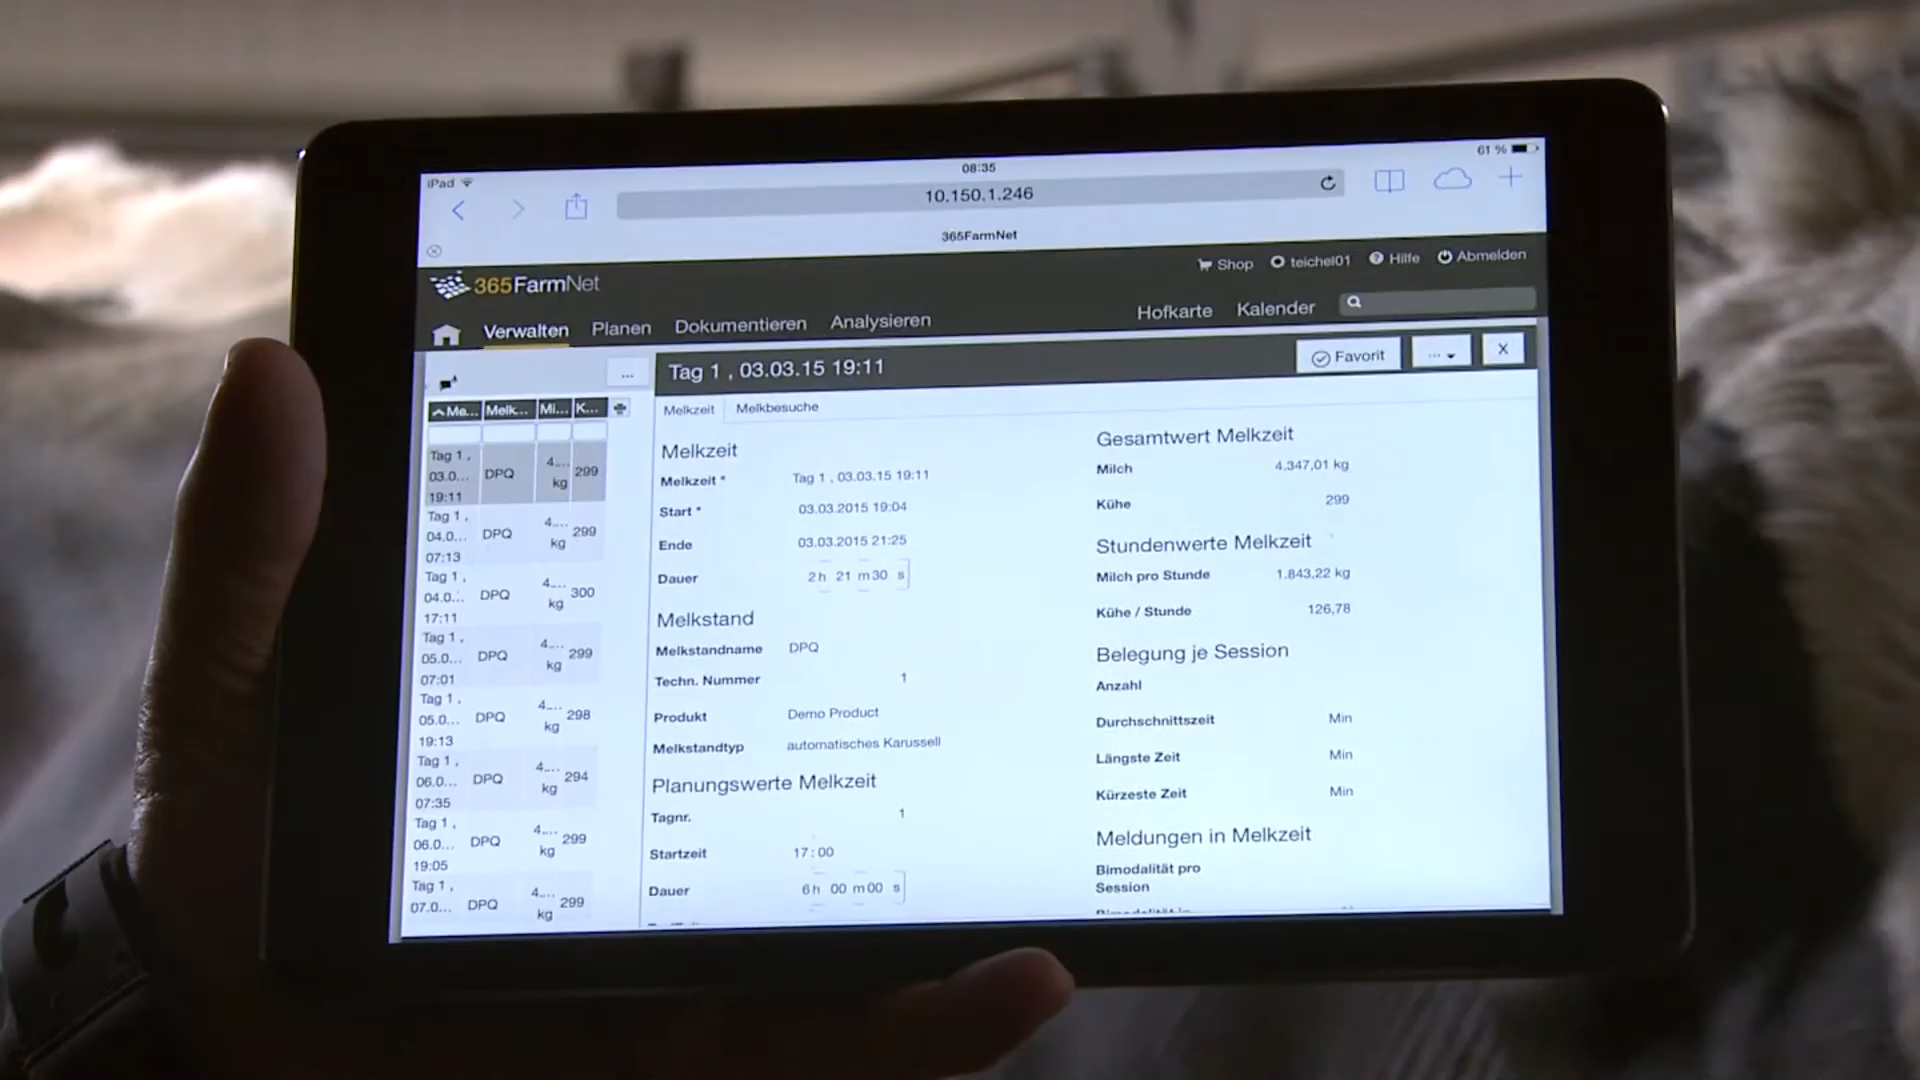 iPad
08:35
61 %
10.150.1.246
365FarmNet
365FarmNet
Shop
teichel01
Hilfe
Abmelden
Verwalten
Planen
Dokumentieren
Analysieren
Hofkarte
Kalender
...
Me...
Melk...
Mi...
K...
Tag 1 ,
03.0...
19:11
DPQ
4....
kg
299
Tag 1 ,
04.0...
07:13
DPQ
4....
kg
299
Tag 1 ,
04.0...
17:11
DPQ
4....
kg
300
Tag 1 ,
05.0...
07:01
DPQ
4....
kg
299
Tag 1 ,
05.0...
19:13
DPQ
4....
kg
298
Tag 1 ,
06.0...
07:35
DPQ
4....
kg
294
Tag 1 ,
06.0...
19:05
DPQ
4....
kg
299
Tag 1 ,
07.0...
DPQ
4....
kg
299
Tag 1 , 03.03.15 19:11
Favorit
...
X
Melkzeit
Melkbesuche
Melkzeit
Melkzeit * Tag 1 , 03.03.15 19:11
Start * 03.03.2015 19:04
Ende 03.03.2015 21:25
Dauer 2 h 21 m 30 s
Melkstand
Melkstandname DPQ
Techn. Nummer 1
Produkt Demo Product
Melkstandtyp automatisches Karussell
Planungswerte Melkzeit
Tagnr. 1
Startzeit 17 : 00
Dauer 6 h 00 m 00 s
Gesamtwert Melkzeit
Milch 4.347,01 kg
Kühe 299
Stundenwerte Melkzeit
Milch pro Stunde 1.843,22 kg
Kühe / Stunde 126,78
Belegung je Session
Anzahl
Durchschnittszeit Min
Längste Zeit Min
Kürzeste Zeit Min
Meldungen in Melkzeit
Bimodalität pro
Session